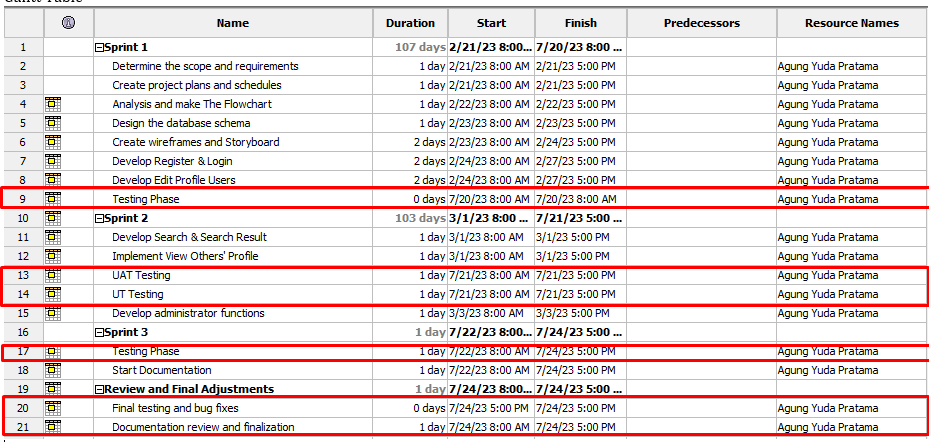 Gantt Table
Name Duration Start Finish Predecessors Resource Names
1 Sprint 1 107 days 2/21/23 8:00... 7/20/23 8:00 ...
2 Determine the scope and requirements 1 day 2/21/23 8:00 AM 2/21/23 5:00 PM Agung Yuda Pratama
3 Create project plans and schedules 1 day 2/21/23 8:00 AM 2/21/23 5:00 PM Agung Yuda Pratama
4 Analysis and make The Flowchart 1 day 2/22/23 8:00 AM 2/22/23 5:00 PM Agung Yuda Pratama
5 Design the database schema 1 day 2/23/23 8:00 AM 2/23/23 5:00 PM Agung Yuda Pratama
6 Create wireframes and Storyboard 2 days 2/23/23 8:00 AM 2/24/23 5:00 PM Agung Yuda Pratama
7 Develop Register & Login 2 days 2/24/23 8:00 AM 2/27/23 5:00 PM Agung Yuda Pratama
8 Develop Edit Profile Users 2 days 2/24/23 8:00 AM 2/27/23 5:00 PM Agung Yuda Pratama
9 Testing Phase 0 days 7/20/23 8:00 AM 7/20/23 8:00 AM Agung Yuda Pratama
10 Sprint 2 103 days 3/1/23 8:00 ... 7/21/23 5:00 ...
11 Develop Search & Search Result 1 day 3/1/23 8:00 AM 3/1/23 5:00 PM Agung Yuda Pratama
12 Implement View Others' Profile 1 day 3/1/23 8:00 AM 3/1/23 5:00 PM Agung Yuda Pratama
13 UAT Testing 1 day 7/21/23 8:00 AM 7/21/23 5:00 PM Agung Yuda Pratama
14 UT Testing 1 day 7/21/23 8:00 AM 7/21/23 5:00 PM Agung Yuda Pratama
15 Develop administrator functions 1 day 3/3/23 8:00 AM 3/3/23 5:00 PM Agung Yuda Pratama
16 Sprint 3 1 day 7/22/23 8:00... 7/24/23 5:00 ...
17 Testing Phase 1 day 7/22/23 8:00 AM 7/24/23 5:00 PM Agung Yuda Pratama
18 Start Documentation 1 day 7/22/23 8:00 AM 7/24/23 5:00 PM Agung Yuda Pratama
19 Review and Final Adjustments 1 day 7/24/23 8:00... 7/24/23 5:00 ...
20 Final testing and bug fixes 0 days 7/24/23 5:00 PM 7/24/23 5:00 PM Agung Yuda Pratama
21 Documentation review and finalization 1 day 7/24/23 8:00 AM 7/24/23 5:00 PM Agung Yuda Pratama